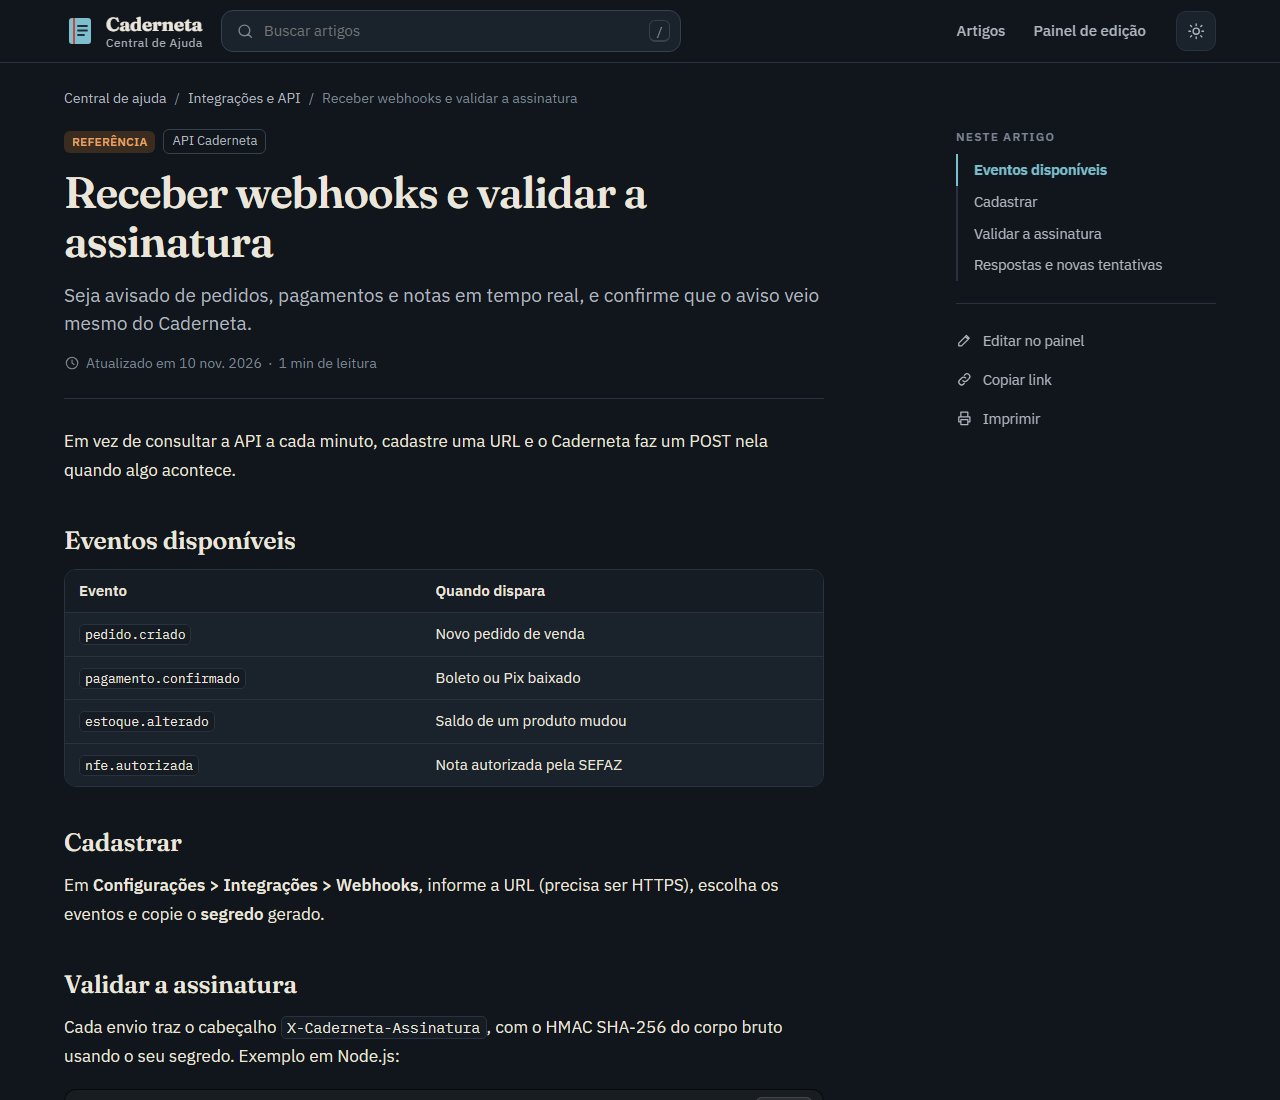 Caderneta
Central de Ajuda
Buscar artigos
/
Artigos
Painel de edição
Central de ajuda / Integrações e API / Receber webhooks e validar a assinatura
REFERÊNCIA
API Caderneta
Receber webhooks e validar a
assinatura
Seja avisado de pedidos, pagamentos e notas em tempo real, e confirme que o aviso veio
mesmo do Caderneta.
Atualizado em 10 nov. 2026 · 1 min de leitura
Em vez de consultar a API a cada minuto, cadastre uma URL e o Caderneta faz um POST nela
quando algo acontece.
Eventos disponíveis
Evento Quando dispara
pedido.criado Novo pedido de venda
pagamento.confirmado Boleto ou Pix baixado
estoque.alterado Saldo de um produto mudou
nfe.autorizada Nota autorizada pela SEFAZ
Cadastrar
Em Configurações > Integrações > Webhooks, informe a URL (precisa ser HTTPS), escolha os
eventos e copie o segredo gerado.
Validar a assinatura
Cada envio traz o cabeçalho X-Caderneta-Assinatura, com o HMAC SHA-256 do corpo bruto
usando o seu segredo. Exemplo em Node.js:
NESTE ARTIGO
Eventos disponíveis
Cadastrar
Validar a assinatura
Respostas e novas tentativas
Editar no painel
Copiar link
Imprimir